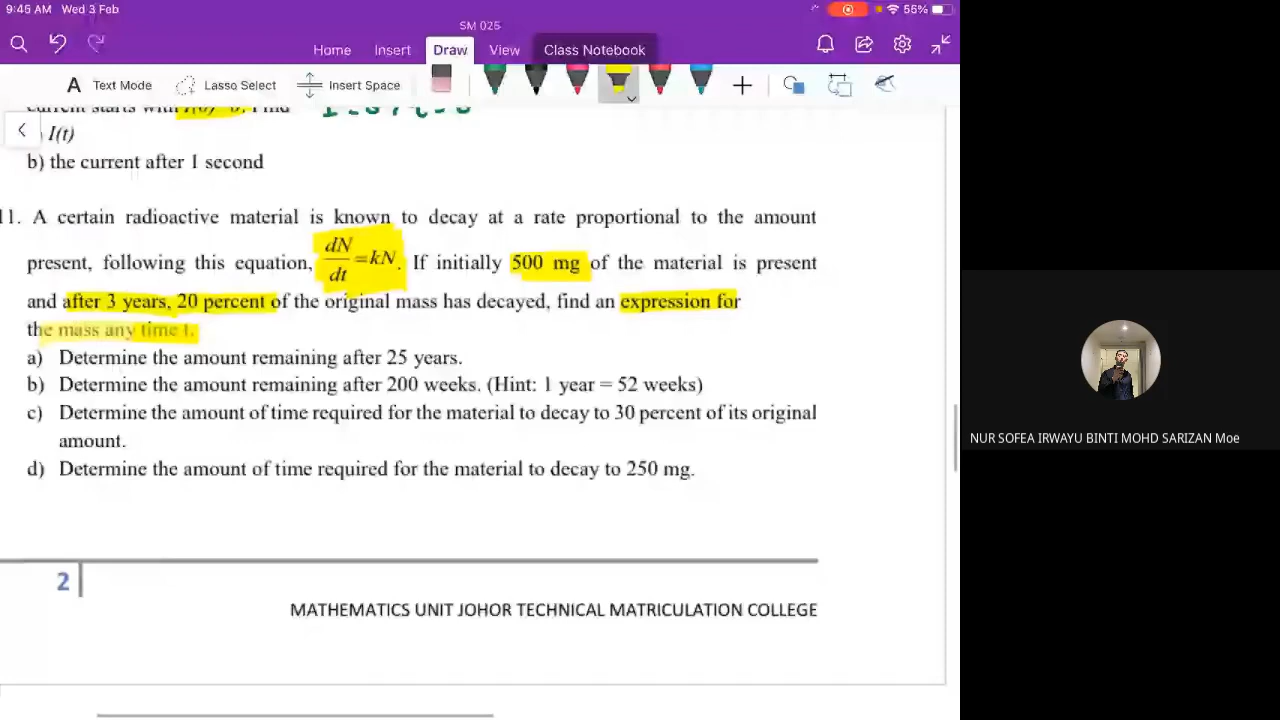 9:45 AM Wed 3 Feb
55%
SM 025
Home Insert Draw View Class Notebook
A Text Mode Lasso Select Insert Space
current starts with I(0) = 0. Find
I(t)
b) the current after 1 second
11. A certain radioactive material is known to decay at a rate proportional to the amount
present, following this equation, dN/dt = kN. If initially 500 mg of the material is present
and after 3 years, 20 percent of the original mass has decayed, find an expression for
the mass any time t.
a) Determine the amount remaining after 25 years.
b) Determine the amount remaining after 200 weeks. (Hint: 1 year = 52 weeks)
c) Determine the amount of time required for the material to decay to 30 percent of its original
amount.
d) Determine the amount of time required for the material to decay to 250 mg.
2
MATHEMATICS UNIT JOHOR TECHNICAL MATRICULATION COLLEGE
NUR SOFEA IRWAYU BINTI MOHD SARIZAN Moe